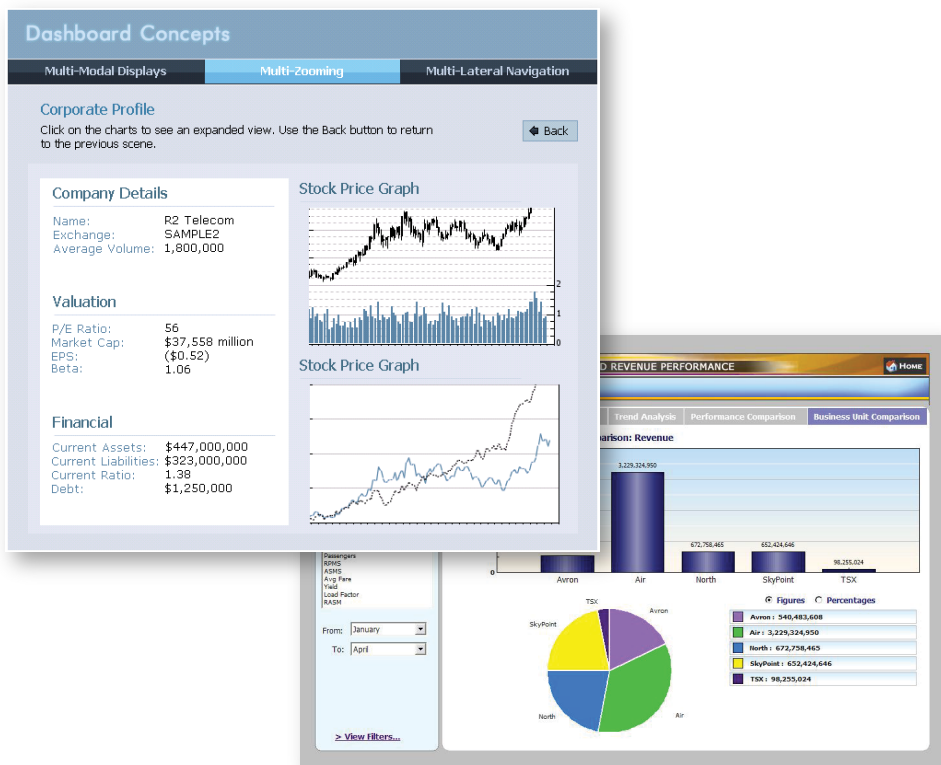 Dashboard Concepts
Multi-Modal Displays
Multi-Zooming
Multi-Lateral Navigation
Corporate Profile
Click on the charts to see an expanded view. Use the Back button to return
to the previous scene.
Back
Company Details
Name: R2 Telecom
Exchange: SAMPLE2
Average Volume: 1,800,000
Valuation
P/E Ratio: 56
Market Cap: $37,558 million
EPS: ($0.52)
Beta: 1.06
Financial
Current Assets: $447,000,000
Current Liabilities: $323,000,000
Current Ratio: 1.38
Debt: $1,250,000
Stock Price Graph
2
1
0
Stock Price Graph
REVENUE PERFORMANCE
HOME
Trend Analysis
Performance Comparison
Business Unit Comparison
: Revenue
3,229,324,950
672,758,465
652,424,646
98,255,024
0
Avron
Air
North
SkyPoint
TSX
Passengers
RPMS
ASMS
Avg Fare
Yield
Load Factor
RASM
From: January
To: April
> View Filters...
Figures
Percentages
TSX
Avron
SkyPoint
North
Air
Avron : 540,483,608
Air : 3,229,324,950
North : 672,758,465
SkyPoint : 652,424,646
TSX : 98,255,024